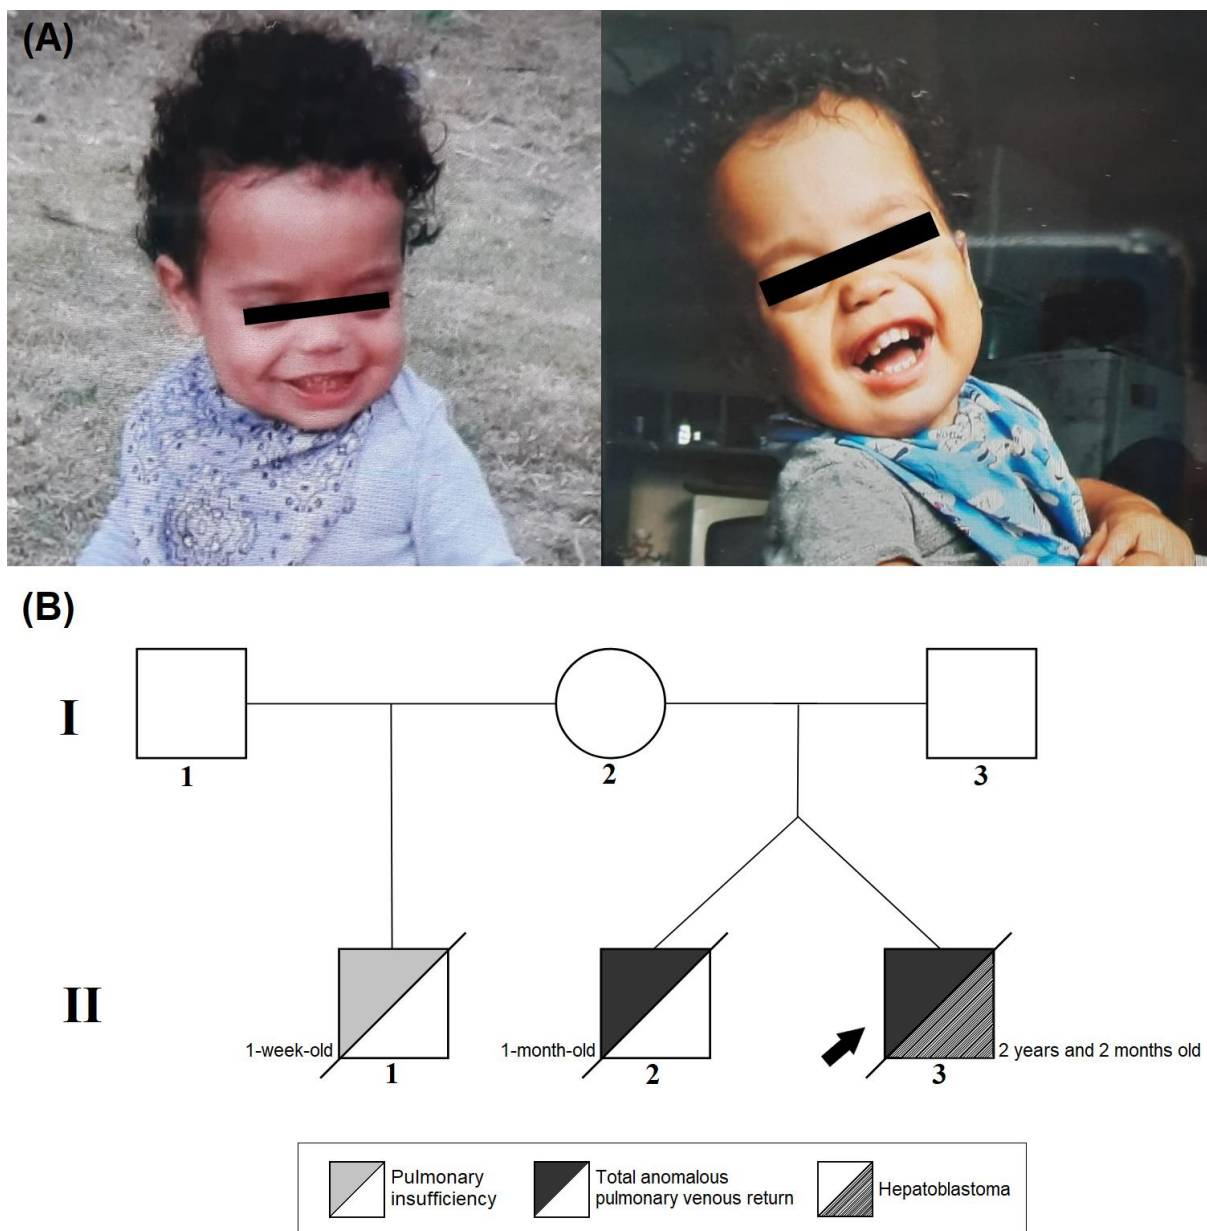 (A)
(B)
I
1
2
3
II
1-week-old
1
1-month-old
2
2 years and 2 months old
3
Pulmonary
insufficiency
Total anomalous
pulmonary venous return
Hepatoblastoma